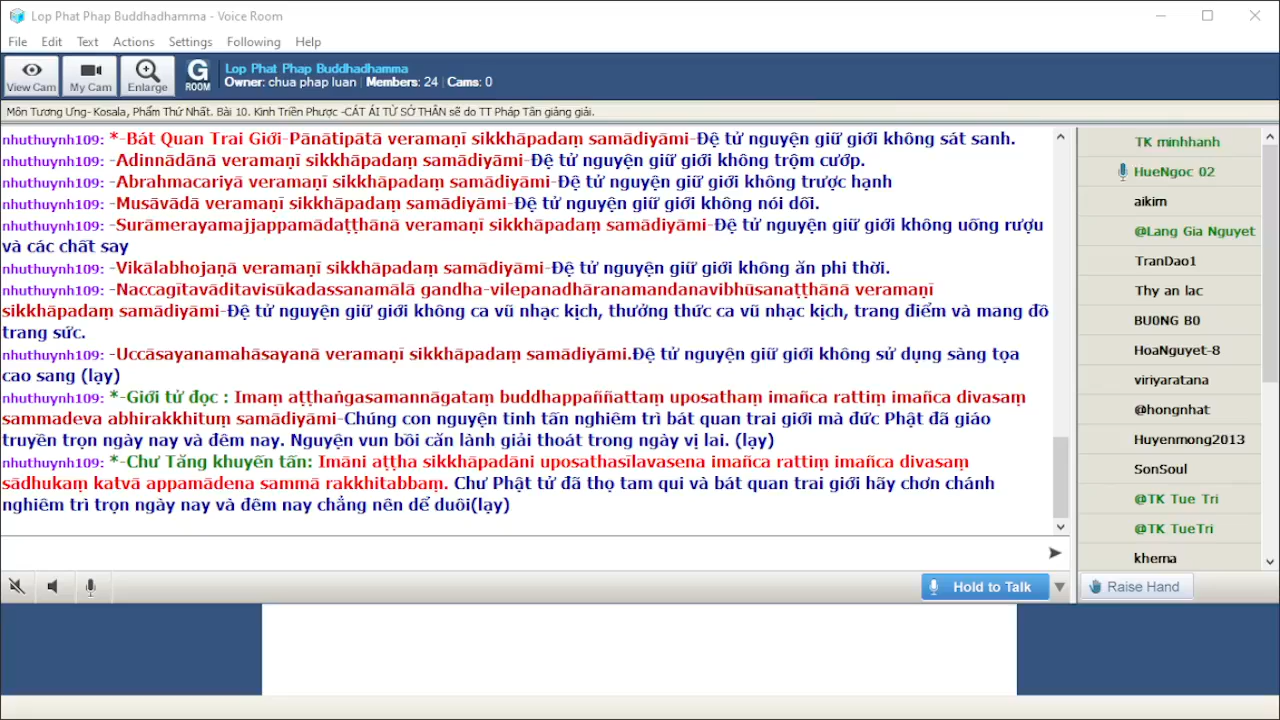 Lop Phat Phap Buddhadhamma - Voice Room
File Edit Text Actions Settings Following Help
View Cam My Cam Enlarge G ROOM
Lop Phat Phap Buddhadhamma
Owner: chua phap luan | Members: 24 | Cams: 0
Môn Tương Ưng- Kosala, Phẩm Thứ Nhất. Bài 10. Kinh Triền Phược -CÁT ÁI TỪ SỞ THÂN sẽ do TT Pháp Tân giảng giải.
nhuthuynh109: *-Bát Quan Trai Giới-Pānātipātā veramaṇī sikkhāpadaṃ samādiyāmi-Đệ tử nguyện giữ giới không sát sanh.
nhuthuynh109: -Adinnādānā veramaṇī sikkhāpadaṃ samādiyāmi-Đệ tử nguyện giữ giới không trộm cướp.
nhuthuynh109: -Abrahmacariyā veramaṇī sikkhāpadaṃ samādiyāmi-Đệ tử nguyện giữ giới không trược hạnh
nhuthuynh109: -Musāvādā veramaṇī sikkhāpadaṃ samādiyāmi-Đệ tử nguyện giữ giới không nói dối.
nhuthuynh109: -Surāmerayamajjappamādaṭṭhānā veramaṇī sikkhāpadaṃ samādiyāmi-Đệ tử nguyện giữ giới không uống rượu
và các chất say
nhuthuynh109: -Vikālabhojaṇā veramaṇī sikkhāpadaṃ samādiyāmi-Đệ tử nguyện giữ giới không ăn phi thời.
nhuthuynh109: -Naccagītavāditavisūkadassanamālā gandha-vilepanadhāranamandanavibhūsanaṭṭhānā veramaṇī
sikkhāpadaṃ samādiyāmi-Đệ tử nguyện giữ giới không ca vũ nhạc kịch, thưởng thức ca vũ nhạc kịch, trang điểm và mang đồ
trang sức.
nhuthuynh109: -Uccāsayanamahāsayanā veramaṇī sikkhāpadaṃ samādiyāmi.Đệ tử nguyện giữ giới không sử dụng sàng tọa
cao sang (lạy)
nhuthuynh109: *-Giới tử đọc : Imaṃ aṭṭhaṅgasamannāgataṃ buddhappaññattaṃ uposathaṃ imañca rattiṃ imañca divasaṃ
sammadeva abhirakkhituṃ samādiyāmi-Chúng con nguyện tinh tấn nghiêm trì bát quan trai giới mà đức Phật đã giáo
truyền trọn ngày nay và đêm nay. Nguyện vun bồi căn lành giải thoát trong ngày vị lai. (lạy)
nhuthuynh109: *-Chư Tăng khuyến tấn: Imāni aṭṭha sikkhāpadāni uposathasīlavasena imañca rattiṃ imañca divasaṃ
sādhukaṃ katvā appamādena sammā rakkhitabbaṃ. Chư Phật tử đã thọ tam qui và bát quan trai giới hãy chơn chánh
nghiêm trì trọn ngày nay và đêm nay chẳng nên dể duôi(lạy)
TK minhhanh
HueNgoc 02
aikim
@Lang Gia Nguyet
TranDao1
Thy an lac
BU0NG B0
HoaNguyet-8
viriyaratana
@hongnhat
Huyenmong2013
SonSoul
@TK Tue Tri
@TK TueTri
khema
Hold to Talk
Raise Hand